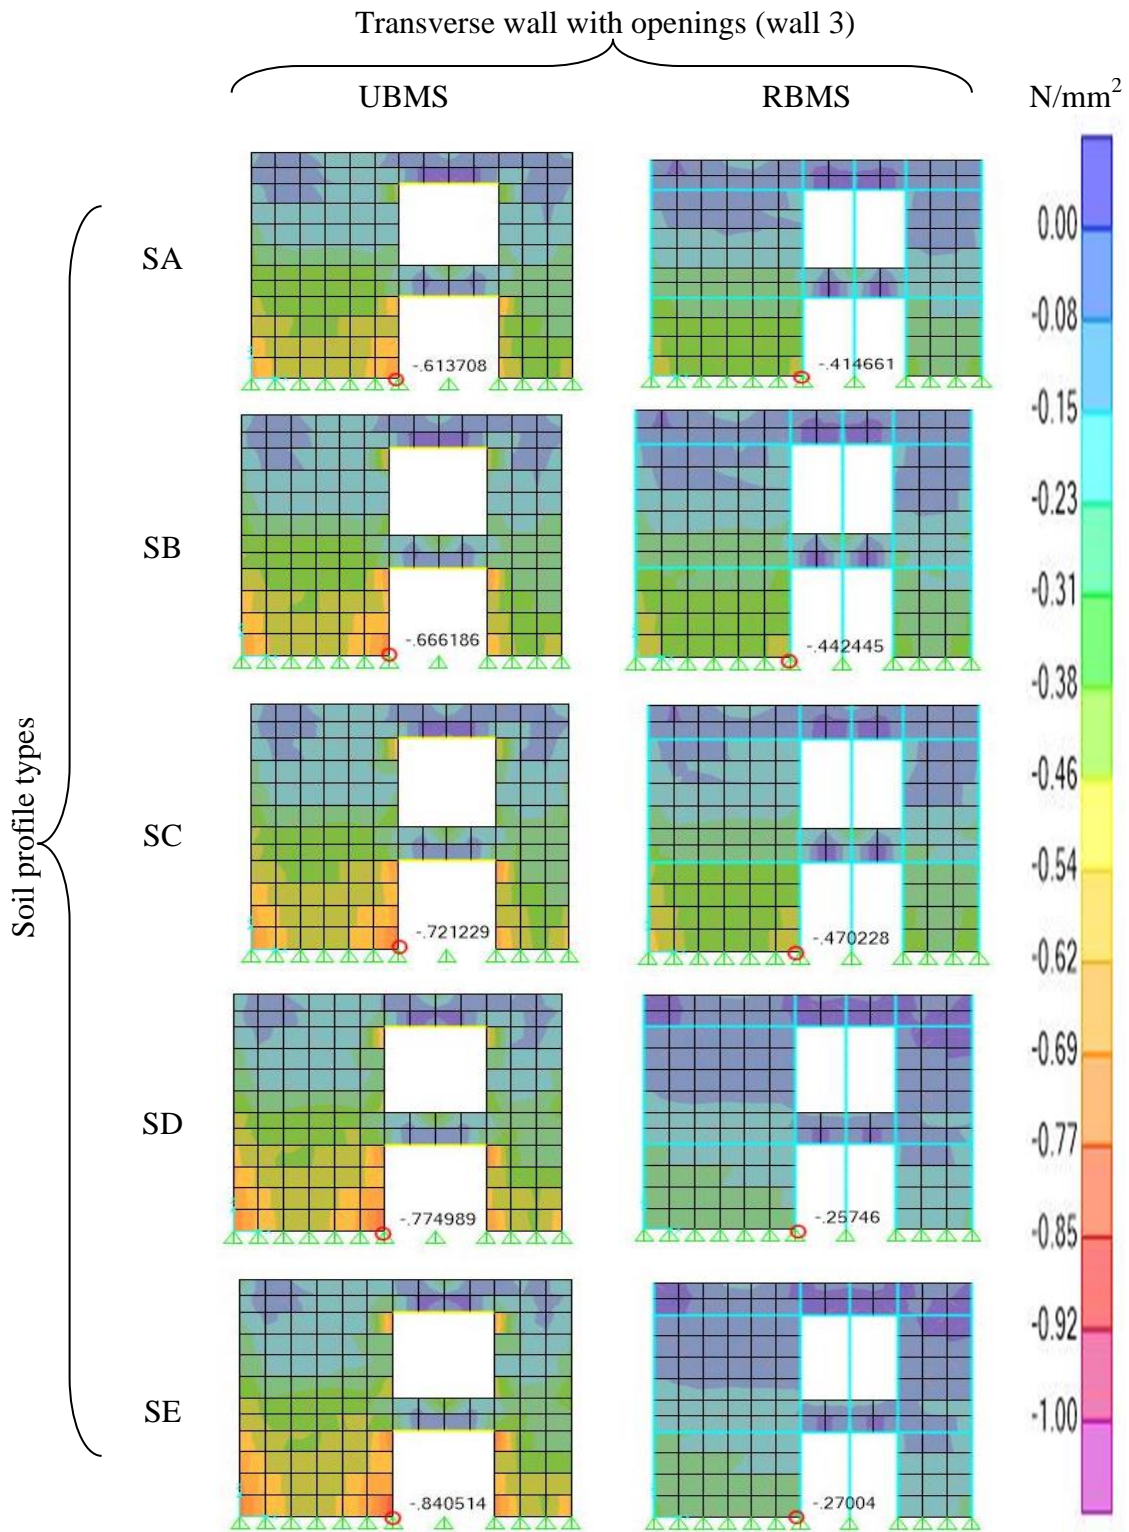 Transverse wall with openings (wall 3)
UBMS
RBMS
N/mm²
Soil profile types
SA
-.613708
-.414661
SB
-.666186
-.442445
SC
-.721229
-.470228
SD
-.774989
-.25746
SE
-.840514
-.27004
0.00
-0.08
-0.15
-0.23
-0.31
-0.38
-0.46
-0.54
-0.62
-0.69
-0.77
-0.85
-0.92
-1.00